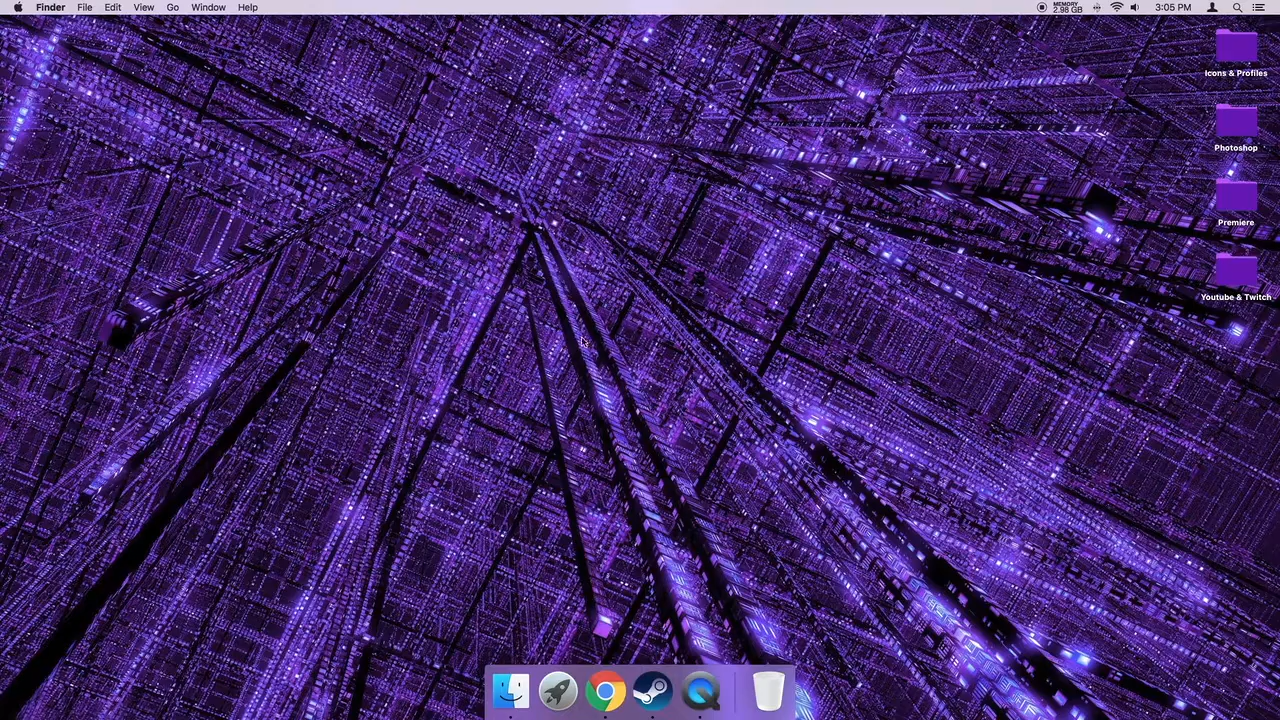 Finder File Edit View Go Window Help MEMORY 2.98 GB 3:05 PM
Icons & Profiles
Photoshop
Premiere
Youtube & Twitch